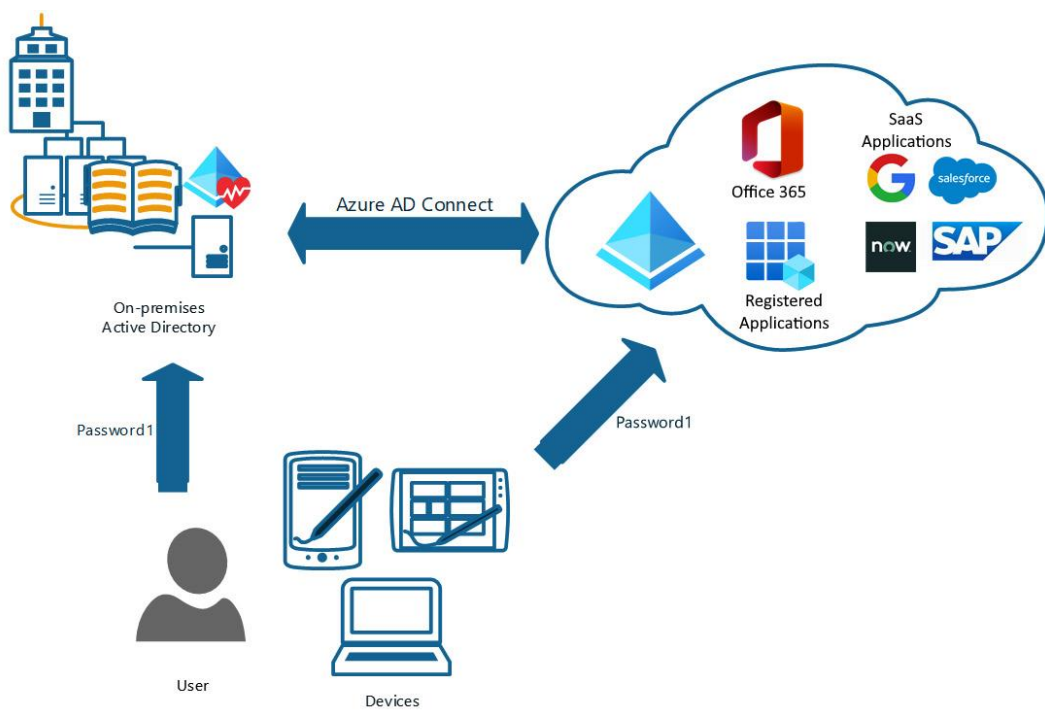 Azure AD Connect
On-premises
Active Directory
Office 365
SaaS
Applications
G
salesforce
now
SAP
Registered
Applications
Password1
Password1
User
Devices